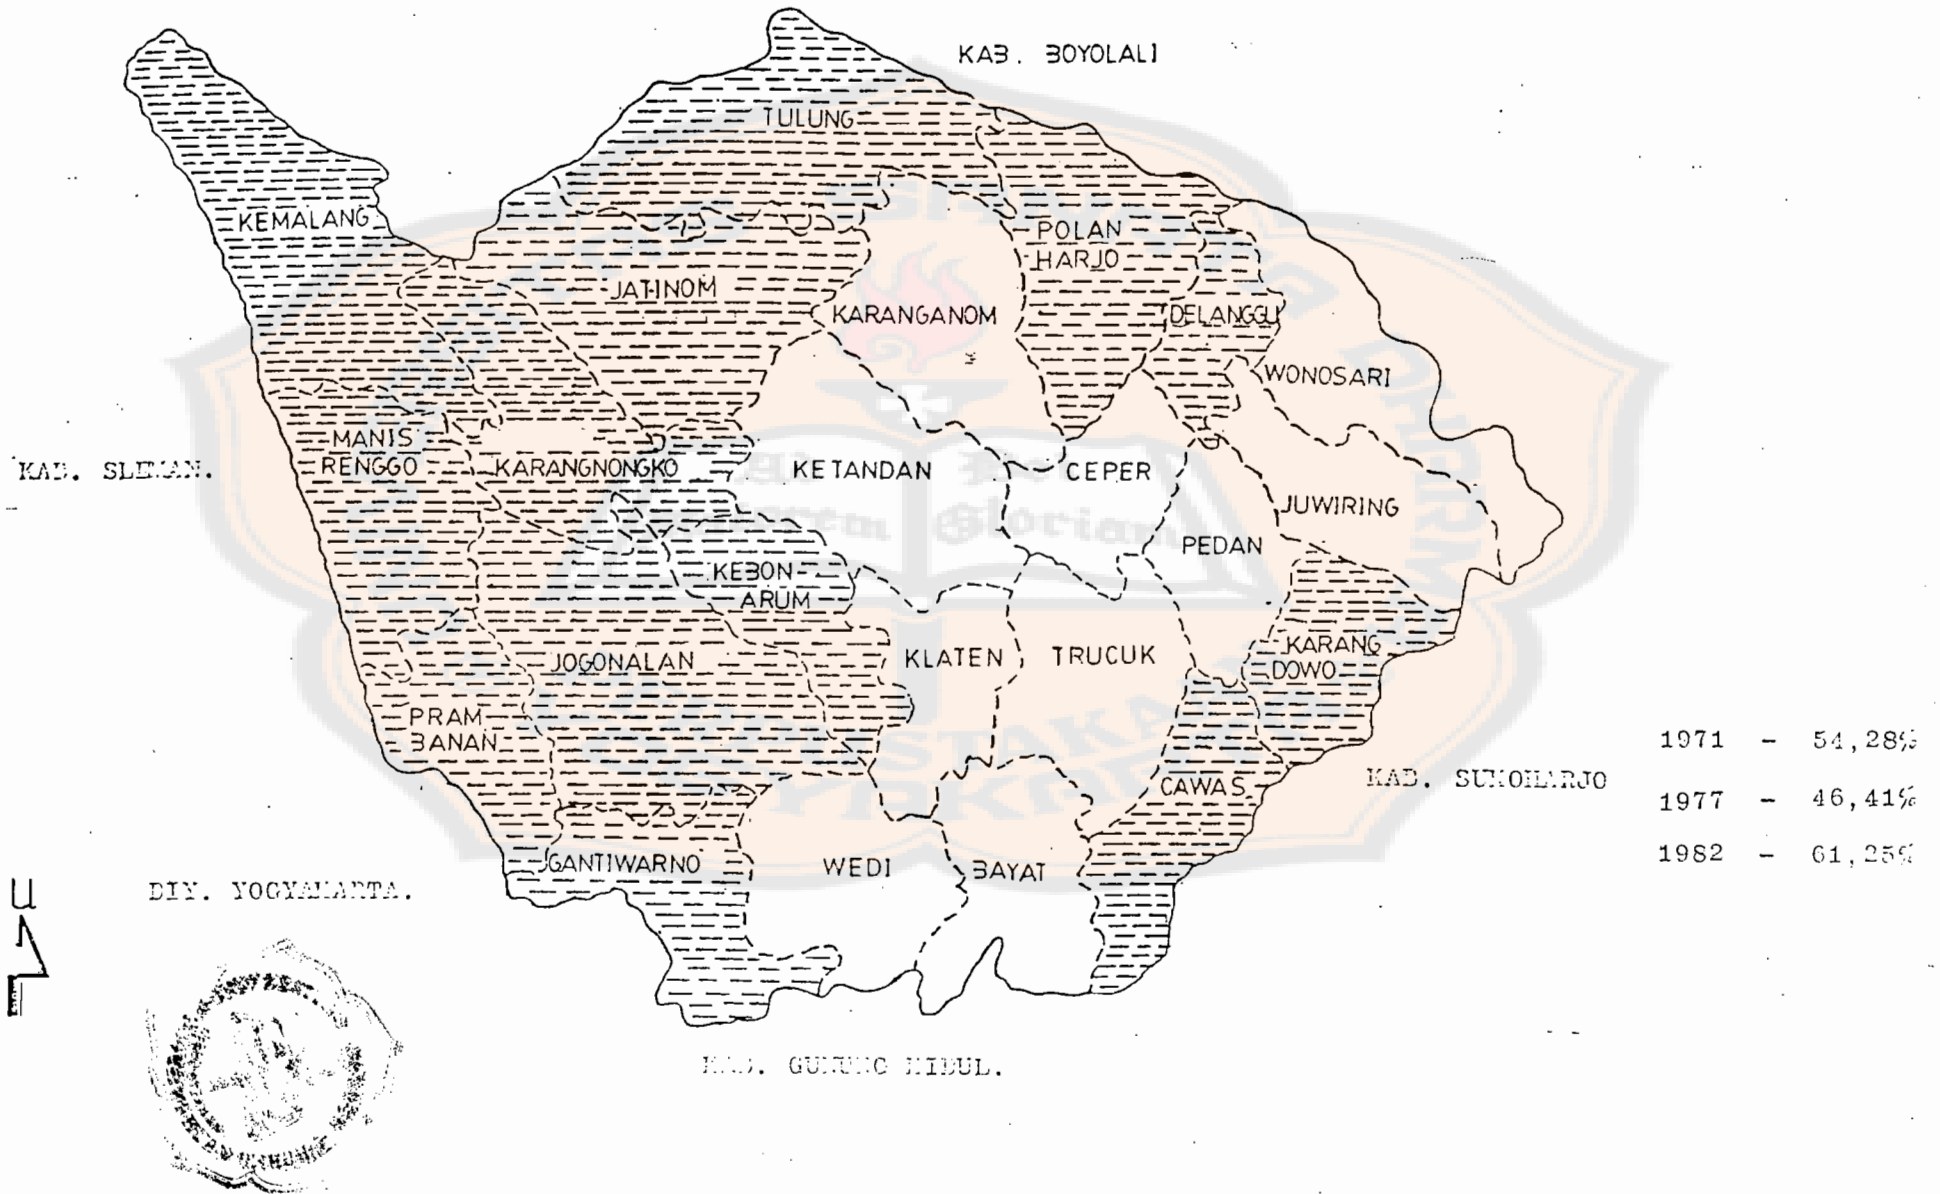 KAB. BOYOLALI
TULUNG
KEMALANG
POLAN
HARJO
JATINOM
KARANGANOM
DELANGGU
WONOSARI
MANIS
RENGGO
KARANGNONGKO
KETANDAN
CEPER
KAB. SLEMAN.
JUWIRING
PEDAN
KEBON-
ARUM
KARANG
DOWO
JOGONALAN
KLATEN
TRUCUK
PRAM
BANAN
CAWAS
KAB. SUKOHARJO
1971 - 54,28%
1977 - 46,41%
1982 - 61,25%
GANTIWARNO
WEDI
BAYAT
DIY. YOGYAKARTA.
U
KAB. GUNUNG KIDUL.